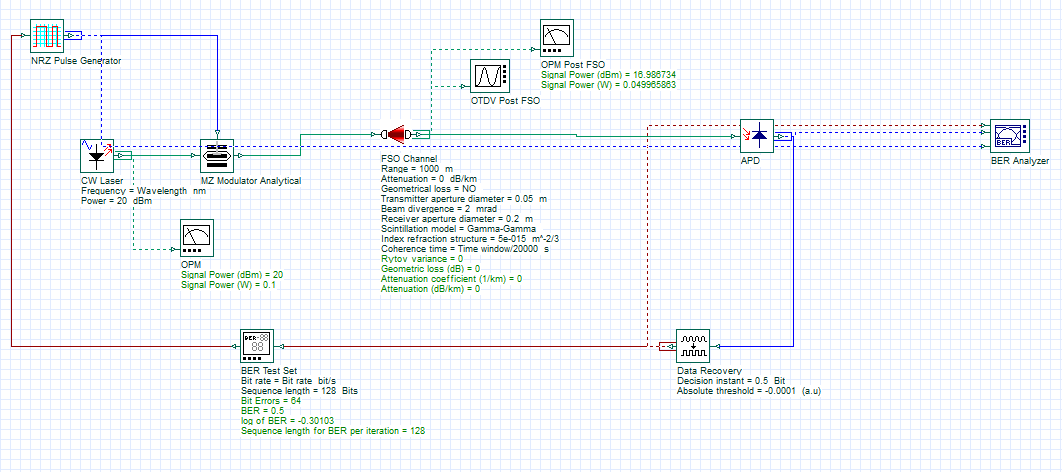 NRZ Pulse Generator
OPM Post FSO
Signal Power (dBm) = 16.986734
Signal Power (W) = 0.049965863
OTDV Post FSO
CW Laser
Frequency = Wavelength nm
Power = 20 dBm
MZ Modulator Analytical
FSO Channel
Range = 1000 m
Attenuation = 0 dB/km
Geometrical loss = NO
Transmitter aperture diameter = 0.05 m
Beam divergence = 2 mrad
Receiver aperture diameter = 0.2 m
Scintillation model = Gamma-Gamma
Index refraction structure = 5e-015 m^-2/3
Coherence time = Time window/20000 s
Rytov variance = 0
Geometric loss (dB) = 0
Attenuation coefficient (1/km) = 0
Attenuation (dB/km) = 0
APD
BER
BER Analyzer
OPM
Signal Power (dBm) = 20
Signal Power (W) = 0.1
BER-88
88
BER Test Set
Bit rate = Bit rate bit/s
Sequence length = 128 Bits
Bit Errors = 64
BER = 0.5
log of BER = -0.30103
Sequence length for BER per iteration = 128
Data Recovery
Decision instant = 0.5 Bit
Absolute threshold = -0.0001 (a.u)